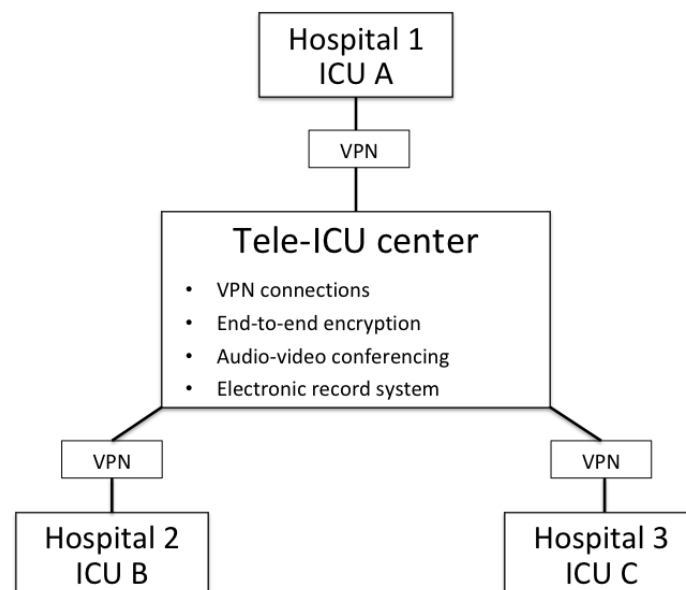 Hospital 1
ICU A
VPN
Tele-ICU center
• VPN connections
• End-to-end encryption
• Audio-video conferencing
• Electronic record system
VPN
VPN
Hospital 2
ICU B
Hospital 3
ICU C